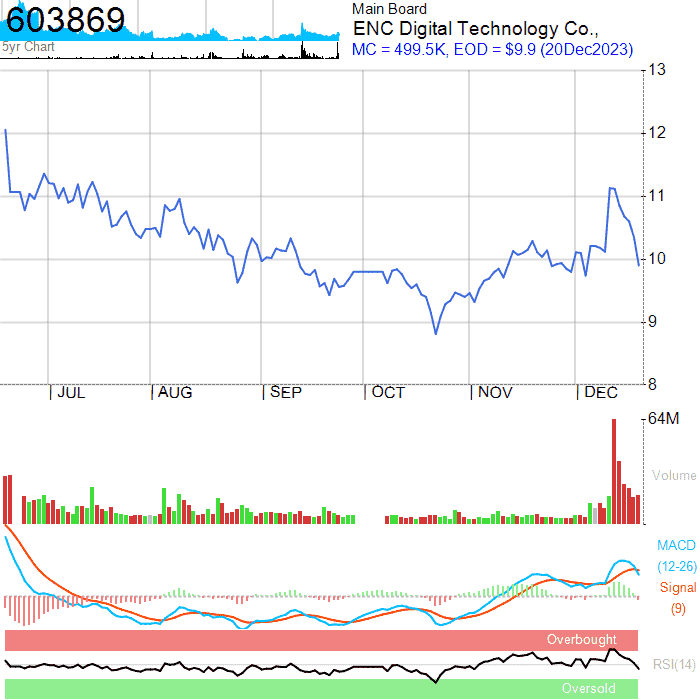 603869
5yr Chart
Main Board
ENC Digital Technology Co.,
MC = 499.5K, EOD = $9.9 (20Dec2023)
13
12
11
10
9
8
| JUL | AUG | SEP | OCT | NOV | DEC
64M
Volume
MACD
(12-26)
Signal
(9)
Overbought
RSI(14)
Oversold